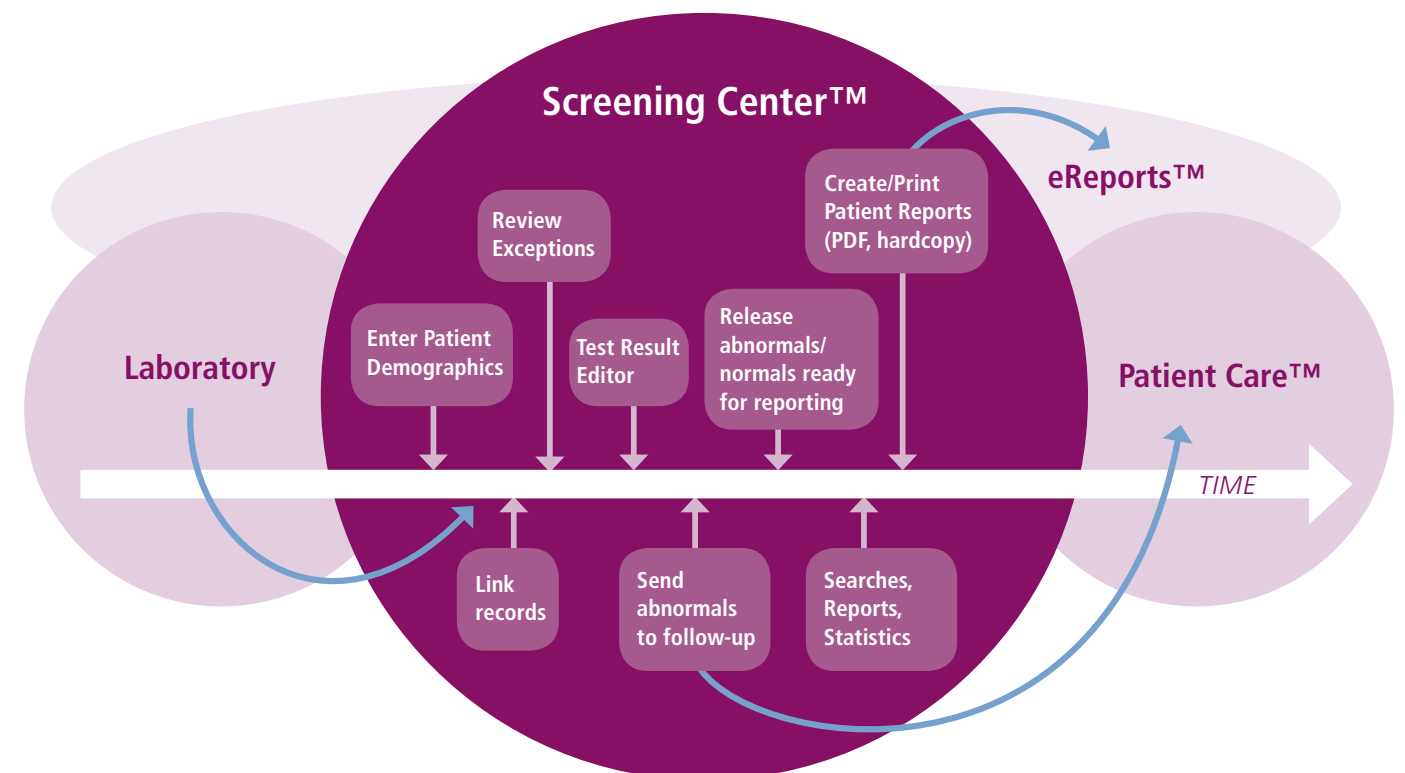 Screening Center™
eReports™
Create/Print
Patient Reports
(PDF, hardcopy)
Review
Exceptions
Enter Patient
Demographics
Test Result
Editor
Release
abnormals/
normals ready
for reporting
Laboratory
Patient Care™
TIME
Link
records
Send
abnormals
to follow-up
Searches,
Reports,
Statistics